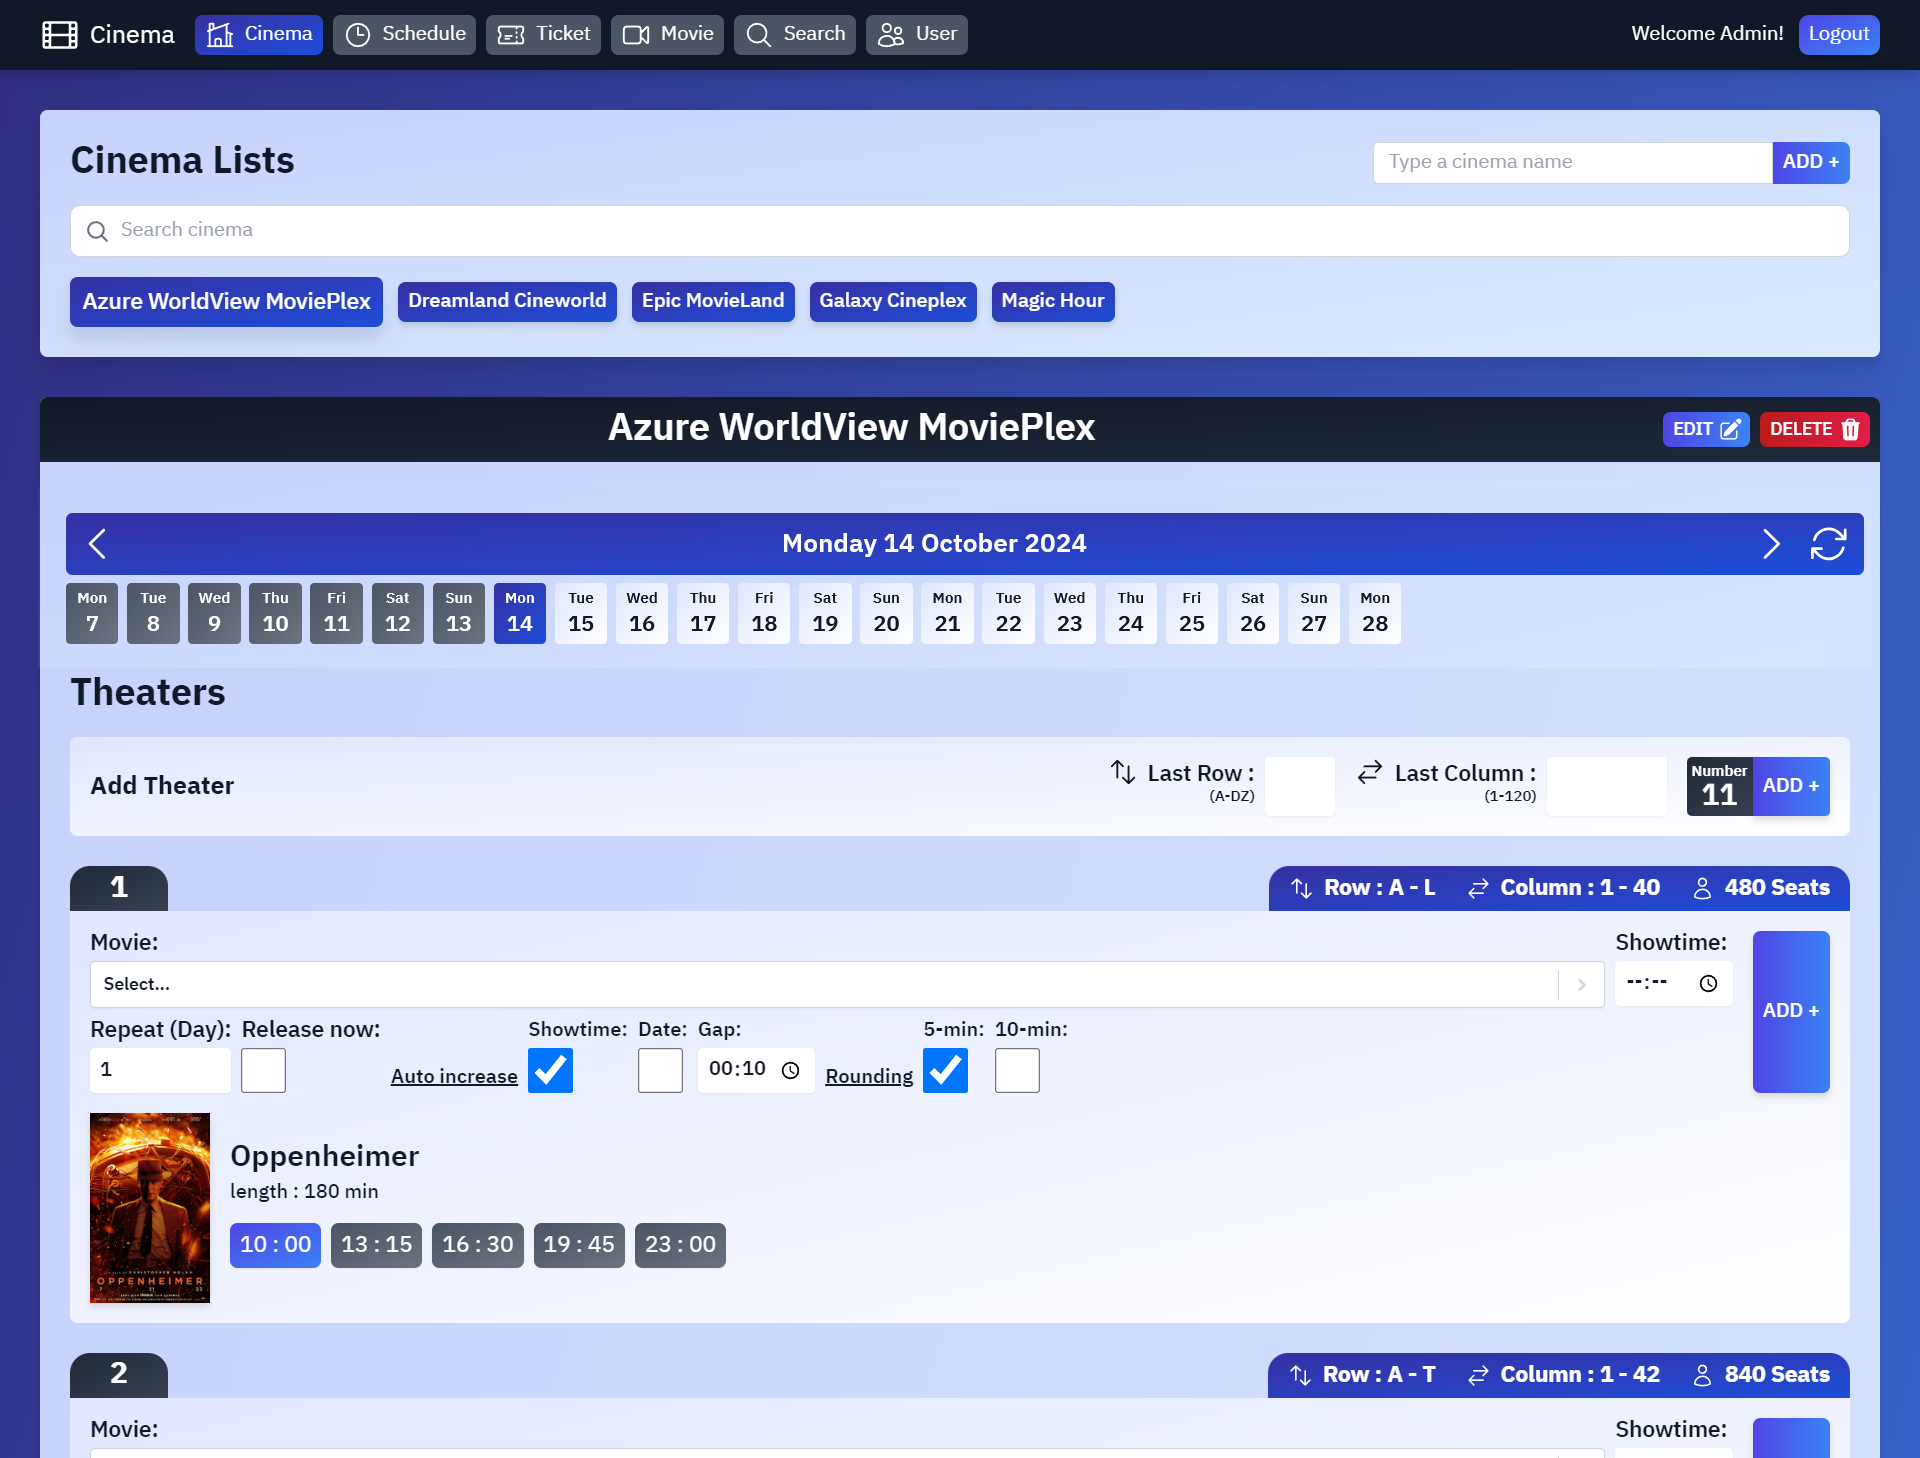 Cinema
Cinema
Schedule
Ticket
Movie
Search
User
Welcome Admin!
Logout
Cinema Lists
Type a cinema name
ADD +
Search cinema
Azure WorldView MoviePlex
Dreamland Cineworld
Epic MovieLand
Galaxy Cineplex
Magic Hour
Azure WorldView MoviePlex
EDIT
DELETE
Monday 14 October 2024
Mon 7
Tue 8
Wed 9
Thu 10
Fri 11
Sat 12
Sun 13
Mon 14
Tue 15
Wed 16
Thu 17
Fri 18
Sat 19
Sun 20
Mon 21
Tue 22
Wed 23
Thu 24
Fri 25
Sat 26
Sun 27
Mon 28
Theaters
Add Theater
Last Row :
(A-DZ)
Last Column :
(1-120)
Number
11
ADD +
1
Row : A - L
Column : 1 - 40
480 Seats
Movie:
Select...
Showtime:
--:--
ADD +
Repeat (Day):
1
Release now:
Auto increase
Showtime:
Date:
Gap:
00:10
Rounding
5-min:
10-min:
OPPENHEIMER
Oppenheimer
length : 180 min
10 : 00
13 : 15
16 : 30
19 : 45
23 : 00
2
Row : A - T
Column : 1 - 42
840 Seats
Movie:
Showtime: